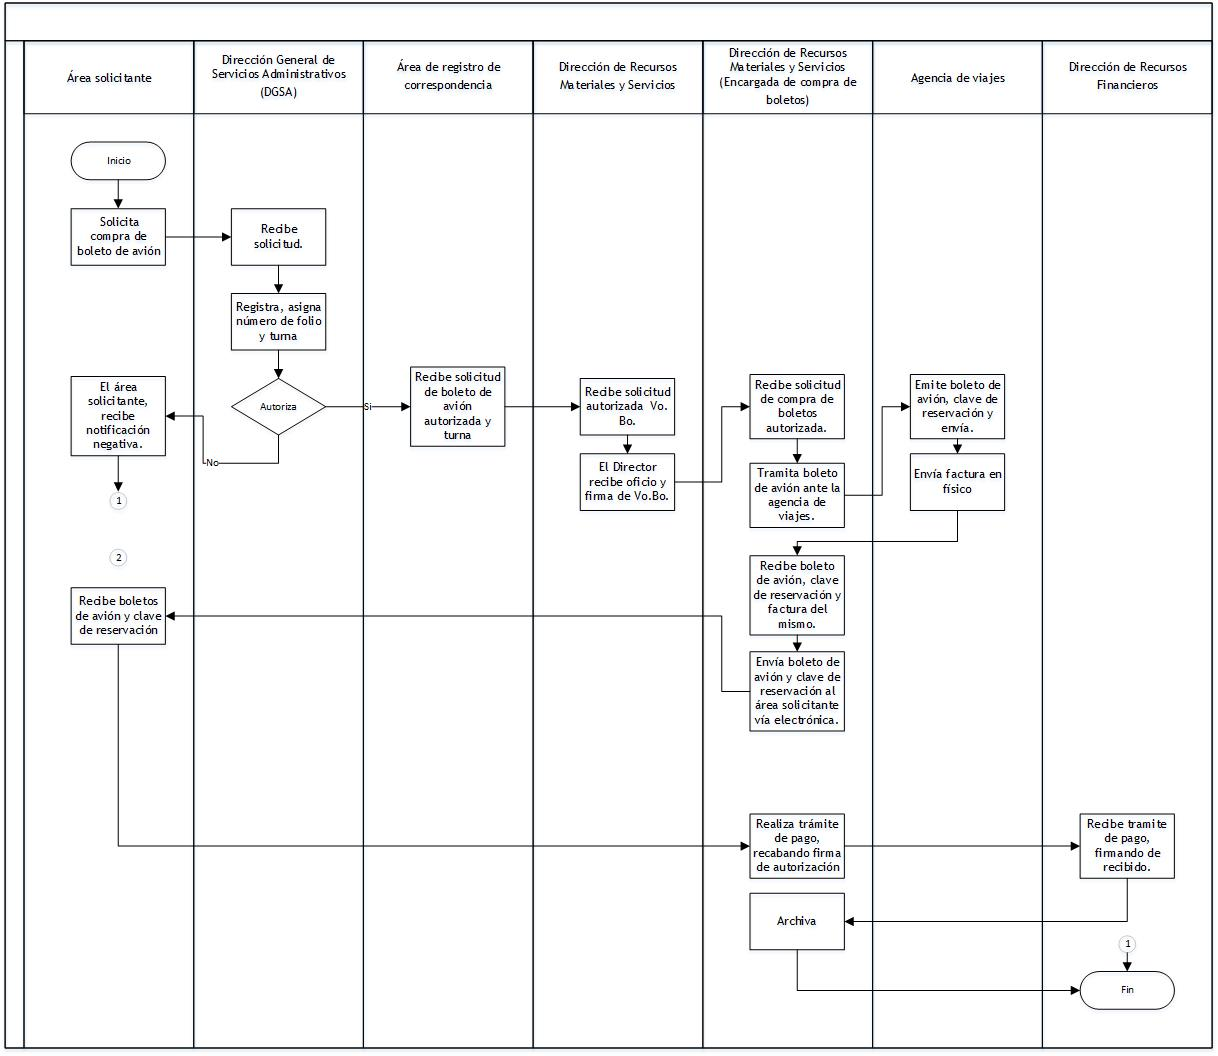 Área solicitante
Dirección General de
Servicios Administrativos
(DGSA)
Área de registro de
correspondencia
Dirección de Recursos
Materiales y Servicios
Dirección de Recursos
Materiales y Servicios
(Encargada de compra de
boletos)
Agencia de viajes
Dirección de Recursos
Financieros
Inicio
Solicita
compra de
boleto de avión
Recibe
solicitud.
Registra, asigna
número de folio
y turna
Autoriza
Si
No
El área
solicitante,
recibe
notificación
negativa.
1
Recibe solicitud
de boleto de
avión
autorizada y
turna
Recibe solicitud
autorizada Vo.
Bo.
El Director
recibe oficio y
firma de Vo.Bo.
Recibe solicitud
de compra de
boletos
autorizada.
Tramita boleto
de avión ante la
agencia de
viajes.
Emite boleto de
avión, clave de
reservación y
envía.
Envía factura en
físico
Recibe boleto
de avión, clave
de reservación y
factura del
mismo.
Envía boleto de
avión y clave de
reservación al
área solicitante
vía electrónica.
2
Recibe boletos
de avión y clave
de reservación
Realiza trámite
de pago,
recabando firma
de autorización
Recibe tramite
de pago,
firmando de
recibido.
Archiva
1
Fin